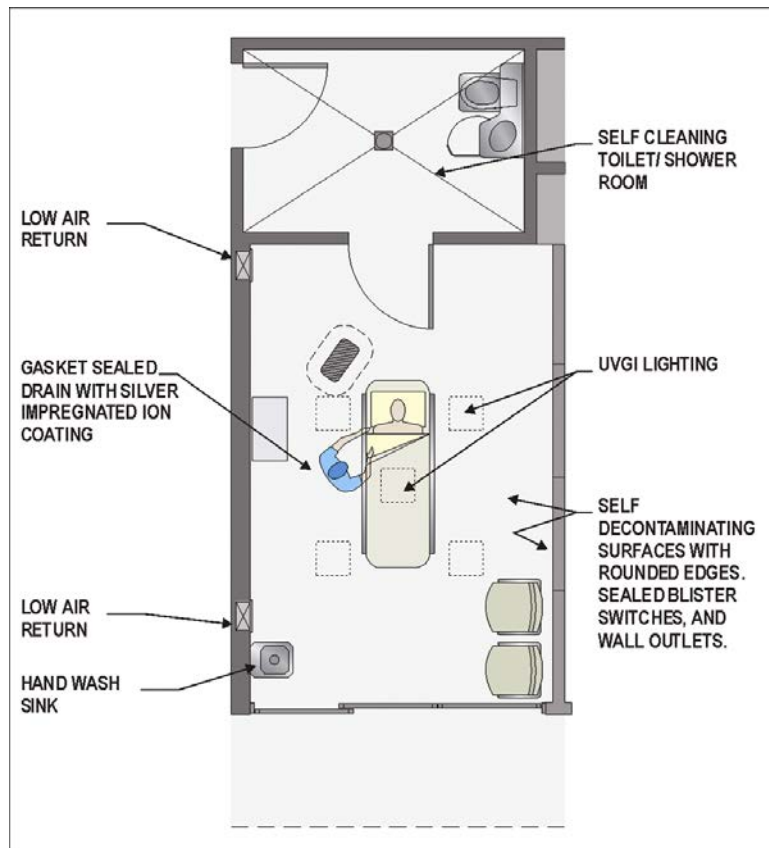 SELF CLEANING
TOILET/ SHOWER
ROOM
LOW AIR
RETURN
GASKET SEALED
DRAIN WITH SILVER
IMPREGNATED ION
COATING
UVGI LIGHTING
SELF
DECONTAMINATING
SURFACES WITH
ROUNDED EDGES.
SEALED BLISTER
SWITCHES, AND
WALL OUTLETS.
LOW AIR
RETURN
HAND WASH
SINK